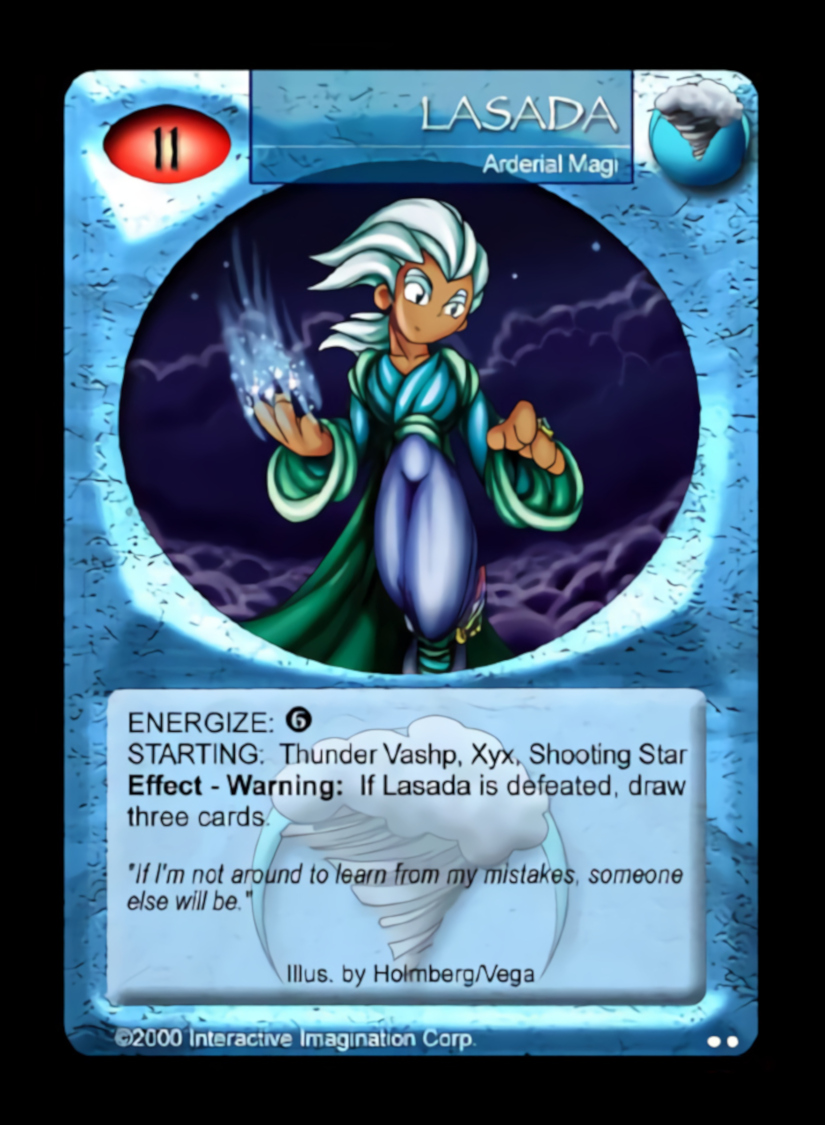 11
LASADA
Arderial Magi
ENERGIZE: 6
STARTING: Thunder Vashp, Xyx, Shooting Star
Effect - Warning: If Lasada is defeated, draw
three cards.
"If I'm not around to learn from my mistakes, someone
else will be."
Illus. by Holmberg/Vega
©2000 Interactive Imagination Corp.